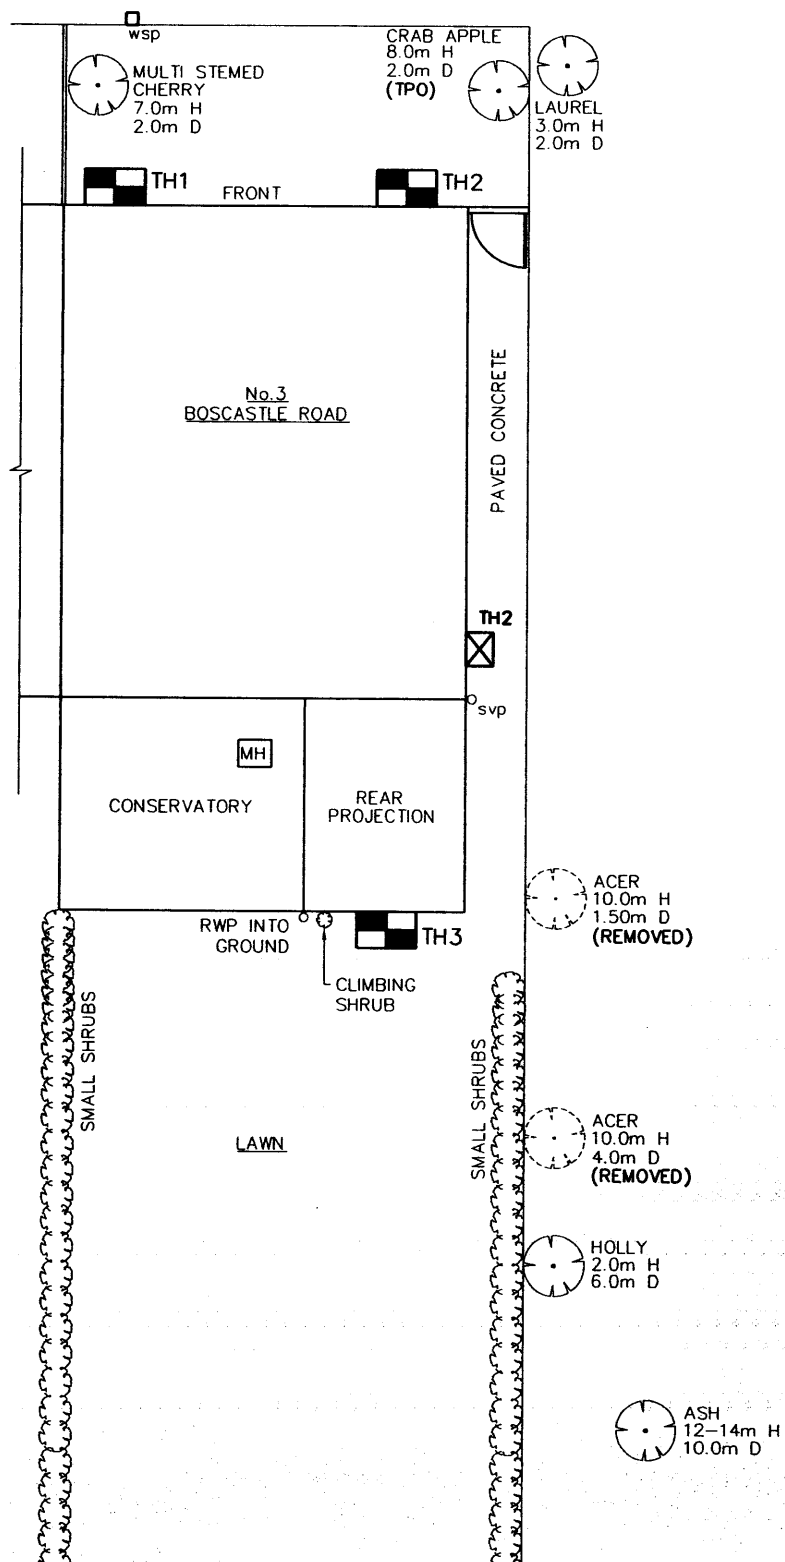 wsp
MULTI STEMED
CHERRY
7.0m H
2.0m D
CRAB APPLE
8.0m H
2.0m D
(TPO)
LAUREL
3.0m H
2.0m D
TH1
FRONT
TH2
No.3
BOSCASTLE ROAD
PAVED CONCRETE
TH2
svp
MH
CONSERVATORY
REAR
PROJECTION
ACER
10.0m H
1.50m D
(REMOVED)
RWP INTO
GROUND
TH3
CLIMBING
SHRUB
SMALL SHRUBS
SMALL SHRUBS
LAWN
ACER
10.0m H
4.0m D
(REMOVED)
HOLLY
2.0m H
6.0m D
ASH
12-14m H
10.0m D